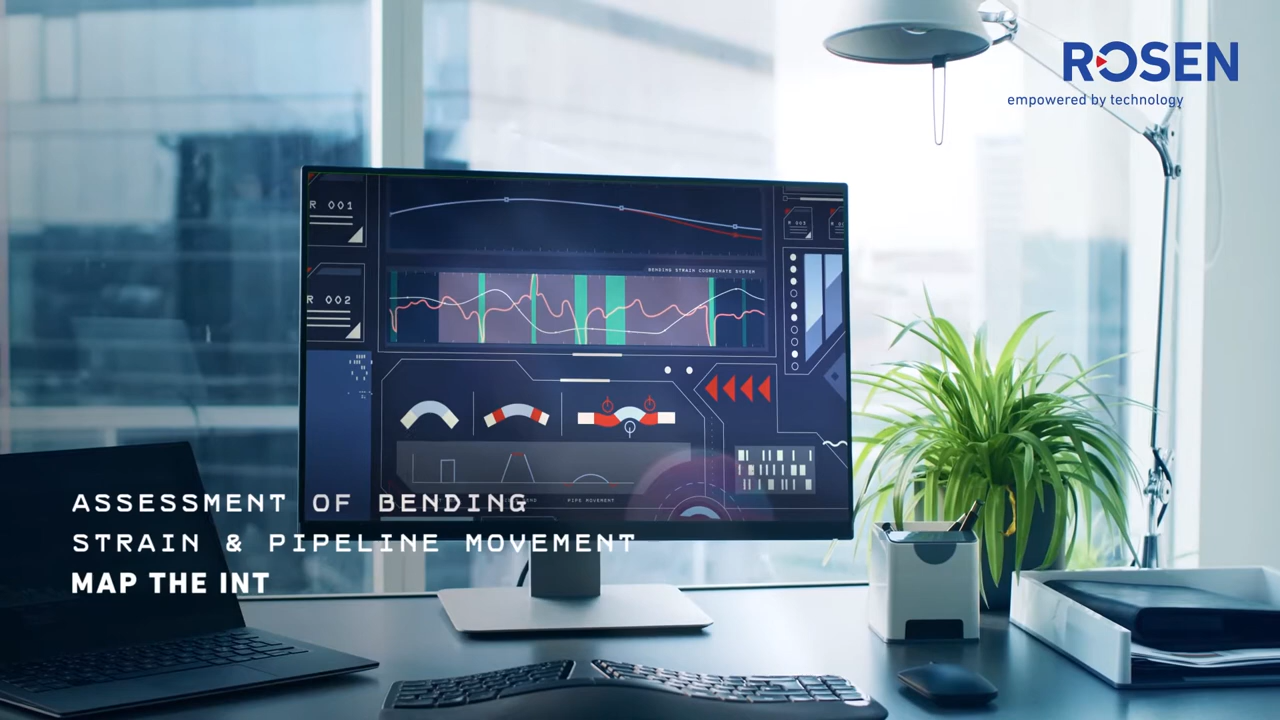 ROSEN
empowered by technology
R 001
R 002
R 005
BENDING STRAIN COORDINATE SYSTEM
PIPE MOVEMENT
ASSESSMENT OF BENDING
STRAIN & PIPELINE MOVEMENT
MAP THE INT